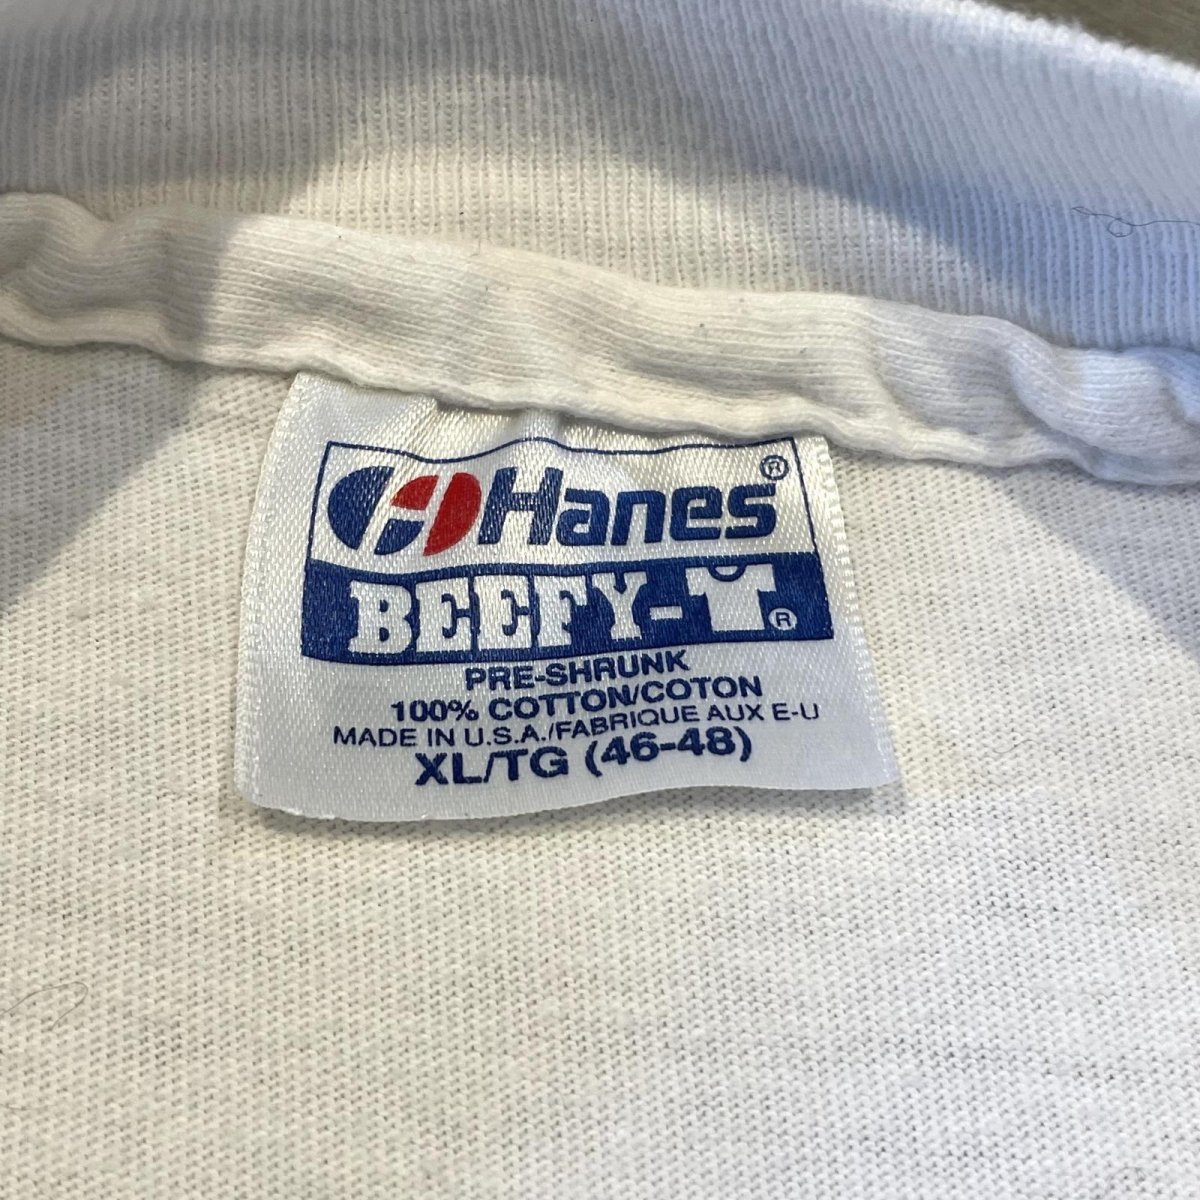 Hanes®
BEEFY-T®
PRE-SHRUNK
100% COTTON/COTON
MADE IN U.S.A./FABRIQUE AUX E-U
XL/TG (46-48)